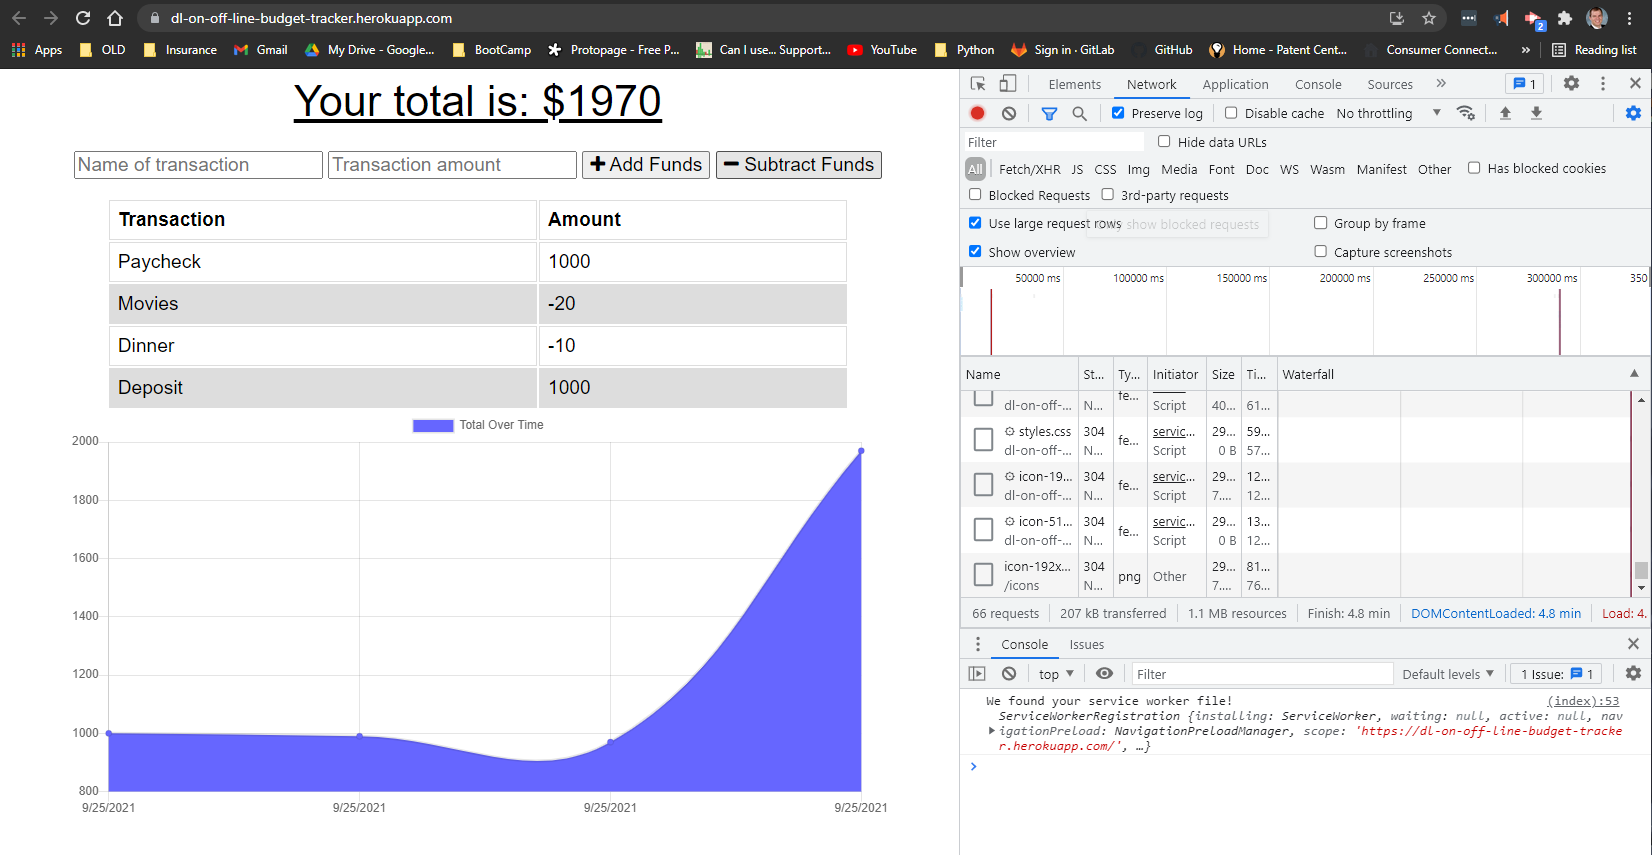 dl-on-off-line-budget-tracker.herokuapp.com
2
Apps OLD Insurance Gmail My Drive - Google... BootCamp Protopage - Free P... Can I use... Support... YouTube Python Sign in · GitLab GitHub Home - Patent Cent... Consumer Connect... » Reading list
Your total is: $1970
Name of transaction Transaction amount Add Funds Subtract Funds
Transaction Amount
Paycheck 1000
Movies -20
Dinner -10
Deposit 1000
Total Over Time
2000
1800
1600
1400
1200
1000
800
9/25/2021 9/25/2021 9/25/2021 9/25/2021
Elements Network Application Console Sources » 1
Preserve log Disable cache No throttling
Filter Hide data URLs
All Fetch/XHR JS CSS Img Media Font Doc WS Wasm Manifest Other Has blocked cookies
Blocked Requests 3rd-party requests
Use large request rows show blocked requests Group by frame
Show overview Capture screenshots
50000 ms 100000 ms 150000 ms 200000 ms 250000 ms 300000 ms 350
Name St... Ty... Initiator Size Ti... Waterfall
fe...
dl-on-off-... N... Script 40... 61...
styles.css 304 fe... servic... 29... 59...
dl-on-off-... N... Script 0 B 57...
icon-19... 304 fe... servic... 29... 12...
dl-on-off-... N... Script 7.... 12...
icon-51... 304 fe... servic... 29... 13...
dl-on-off-... N... Script 0 B 12...
icon-192x... 304 png Other 29... 81...
/icons N... 7.... 76...
66 requests 207 kB transferred 1.1 MB resources Finish: 4.8 min DOMContentLoaded: 4.8 min Load: 4.
Console Issues
top Filter Default levels 1 Issue: 1
We found your service worker file! (index):53
ServiceWorkerRegistration {installing: ServiceWorker, waiting: null, active: null, nav
igationPreload: NavigationPreloadManager, scope: 'https://dl-on-off-line-budget-tracke
r.herokuapp.com/', …}